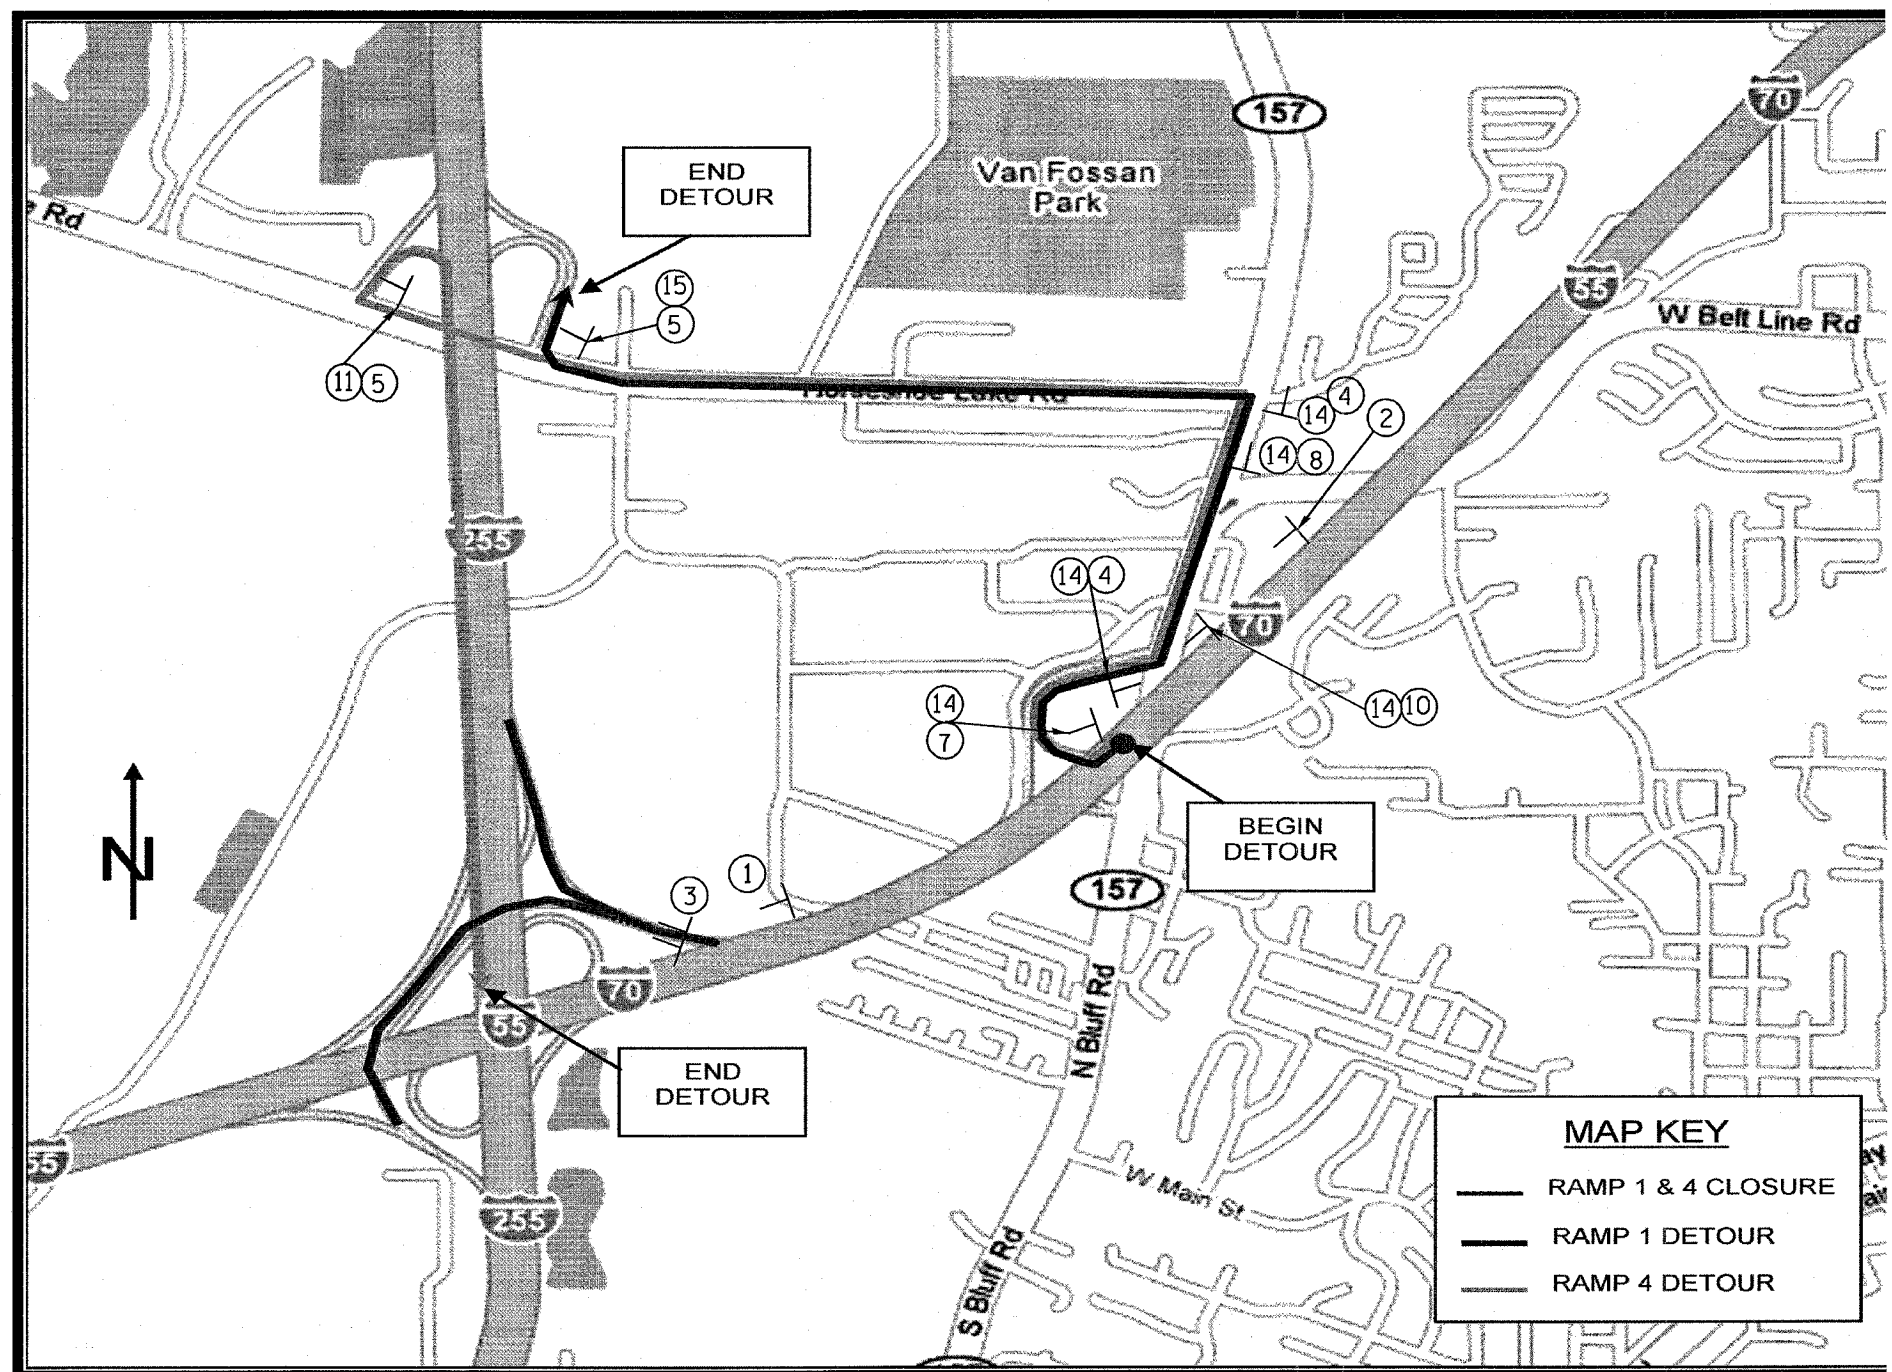 157
70
Van Fossan
Park
END
DETOUR
Rd
15
5
55
W Belt Line Rd
11 5
Horseshoe Lake Rd
4
14
2
14 8
255
14 4
70
14
7
14 10
N
BEGIN
DETOUR
1
3
157
70
55
N Bluff Rd
END
DETOUR
55
255
W Main St
S Bluff Rd
MAP KEY
RAMP 1 & 4 CLOSURE
RAMP 1 DETOUR
RAMP 4 DETOUR